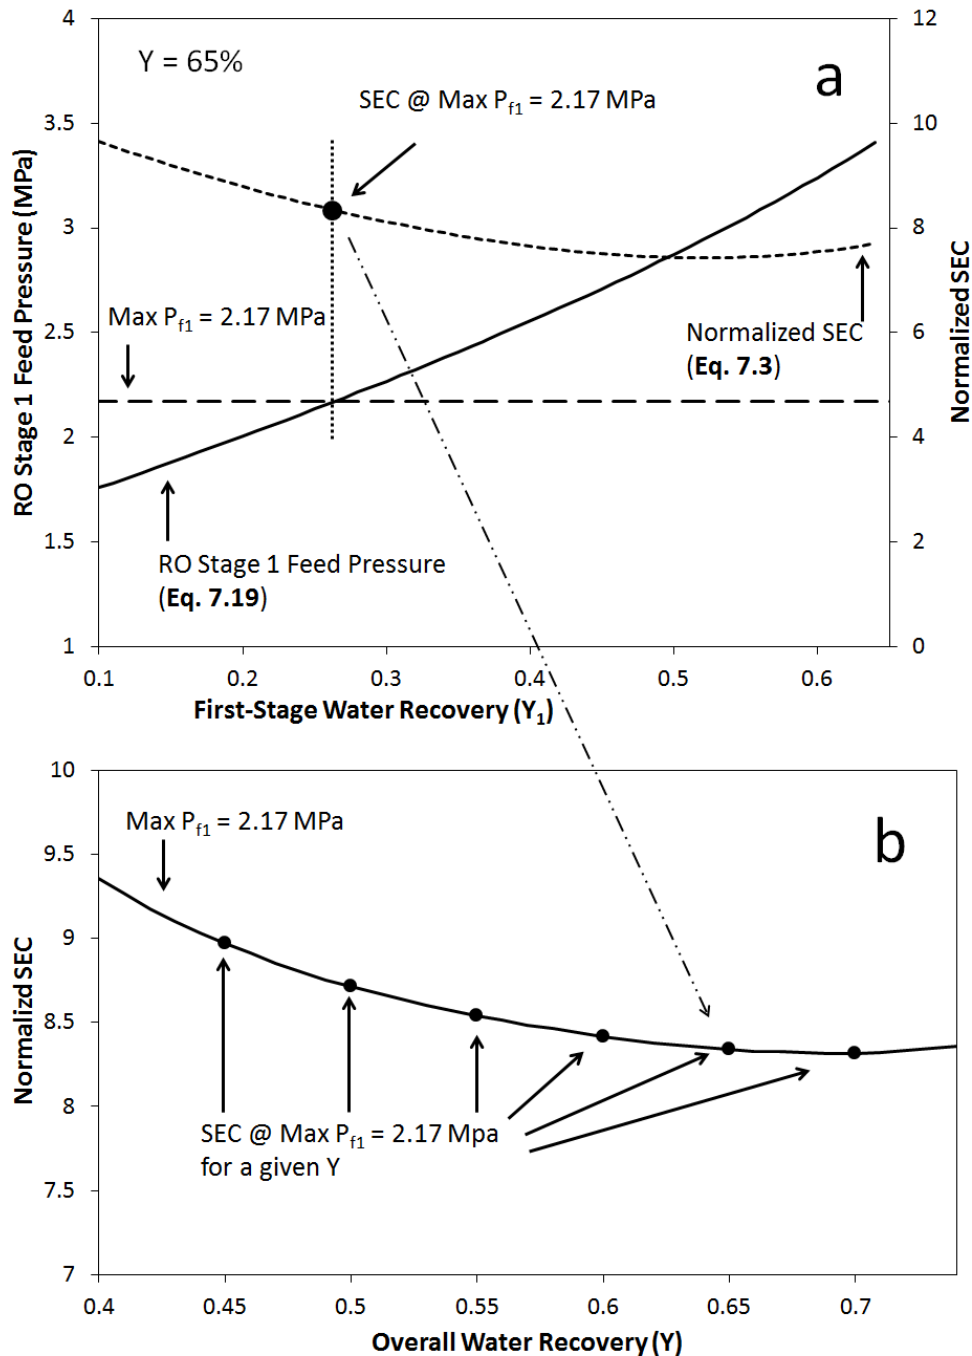 a
Y = 65%
SEC @ Max Pf1 = 2.17 MPa
Max Pf1 = 2.17 MPa
Normalized SEC
(Eq. 7.3)
RO Stage 1 Feed Pressure
(Eq. 7.19)
4
3.5
3
2.5
2
1.5
1
RO Stage 1 Feed Pressure (MPa)
12
10
8
6
4
2
0
Normalized SEC
0.1 0.2 0.3 0.4 0.5 0.6
First-Stage Water Recovery (Y1)
b
Max Pf1 = 2.17 MPa
SEC @ Max Pf1 = 2.17 Mpa
for a given Y
10
9.5
9
8.5
8
7.5
7
Normalizd SEC
0.4 0.45 0.5 0.55 0.6 0.65 0.7
Overall Water Recovery (Y)